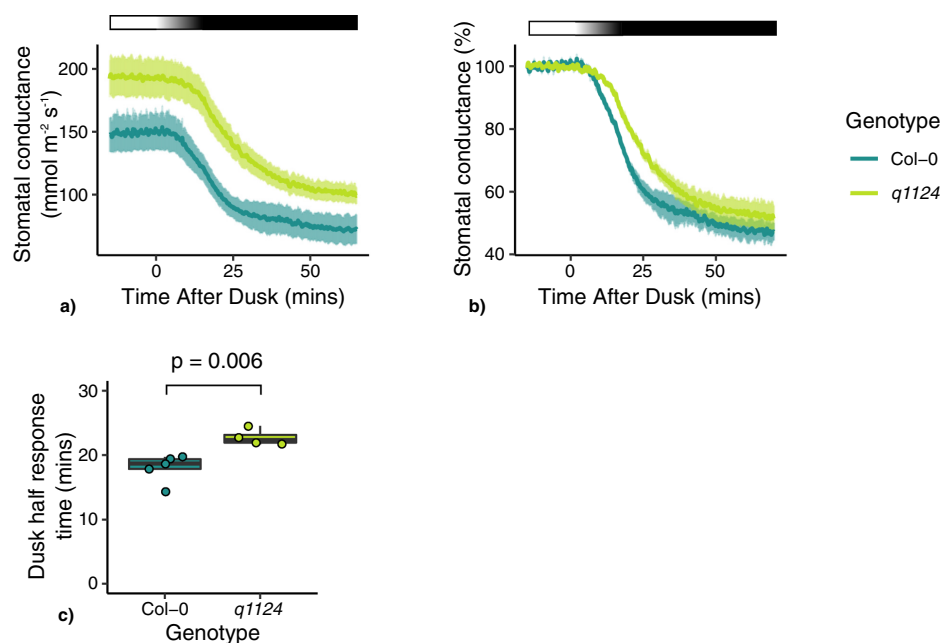 Stomatal conductance
(mmol m⁻² s⁻¹)
200
150
100
0
25
50
Time After Dusk (mins)
a)
Stomatal conductance (%)
100
80
60
40
0
25
50
Time After Dusk (mins)
b)
Genotype
Col−0
q1124
p = 0.006
Dusk half response
time (mins)
30
20
10
0
Col−0
q1124
Genotype
c)